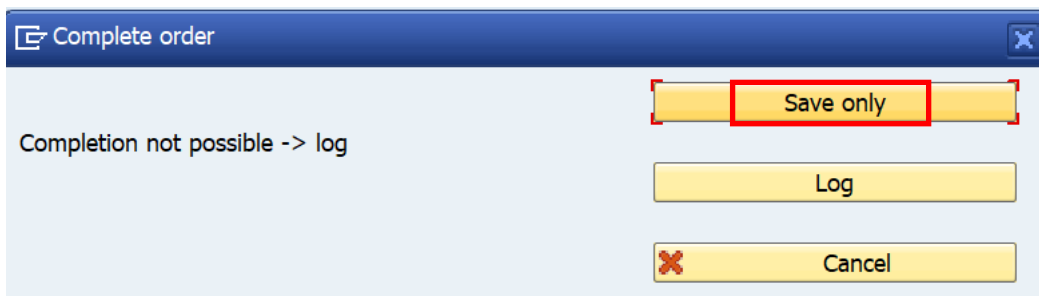 Complete order
Save only
Completion not possible -> log
Log
Cancel